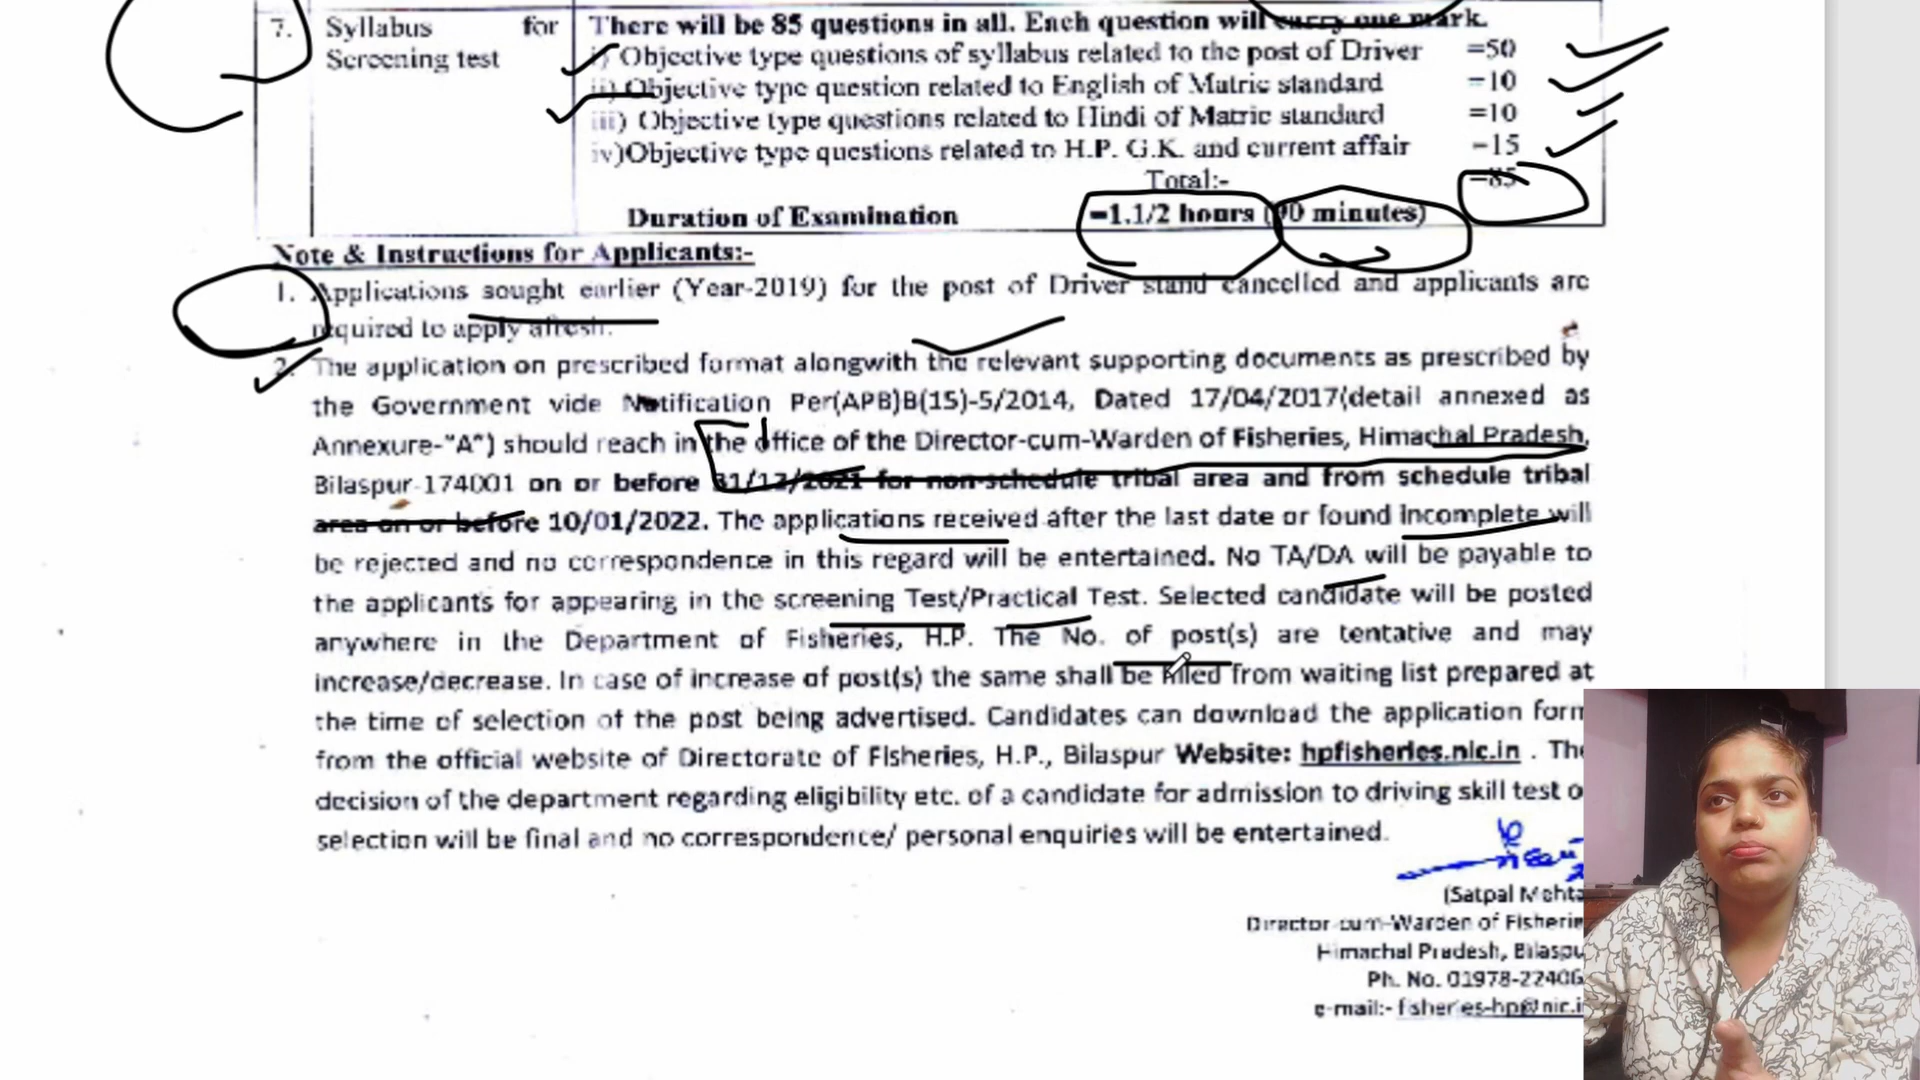 7. Syllabus for There will be 85 questions in all. Each question will carry one mark.
Screening test i) Objective type questions of syllabus related to the post of Driver =50
ii) Objective type question related to English of Matric standard =10
iii) Objective type questions related to Hindi of Matric standard =10
iv)Objective type questions related to H.P. G.K. and current affair =15
Total:- =85
Duration of Examination =1.1/2 hours (90 minutes)
Note & Instructions for Applicants:-
1. Applications sought earlier (Year-2019) for the post of Driver stand cancelled and applicants are
required to apply afresh.
2. The application on prescribed format alongwith the relevant supporting documents as prescribed by
the Government vide Notification Per(APB)B(15)-5/2014, Dated 17/04/2017(detail annexed as
Annexure-"A") should reach in the office of the Director-cum-Warden of Fisheries, Himachal Pradesh,
Bilaspur-174001 on or before 31/12/2021 for non-schedule tribal area and from schedule tribal
area on or before 10/01/2022. The applications received after the last date or found incomplete will
be rejected and no correspondence in this regard will be entertained. No TA/DA will be payable to
the applicants for appearing in the screening Test/Practical Test. Selected candidate will be posted
anywhere in the Department of Fisheries, H.P. The No. of post(s) are tentative and may
increase/decrease. In case of increase of post(s) the same shall be filled from waiting list prepared at
the time of selection of the post being advertised. Candidates can download the application form
from the official website of Directorate of Fisheries, H.P., Bilaspur Website: hpfisheries.nic.in . The
decision of the department regarding eligibility etc. of a candidate for admission to driving skill test o
selection will be final and no correspondence/ personal enquiries will be entertained.
(Satpal Mehta
Director-cum-Warden of Fisherie
Himachal Pradesh, Bilaspu
Ph. No. 01978-22406
e-mail:- fisheries-hp@nic.i